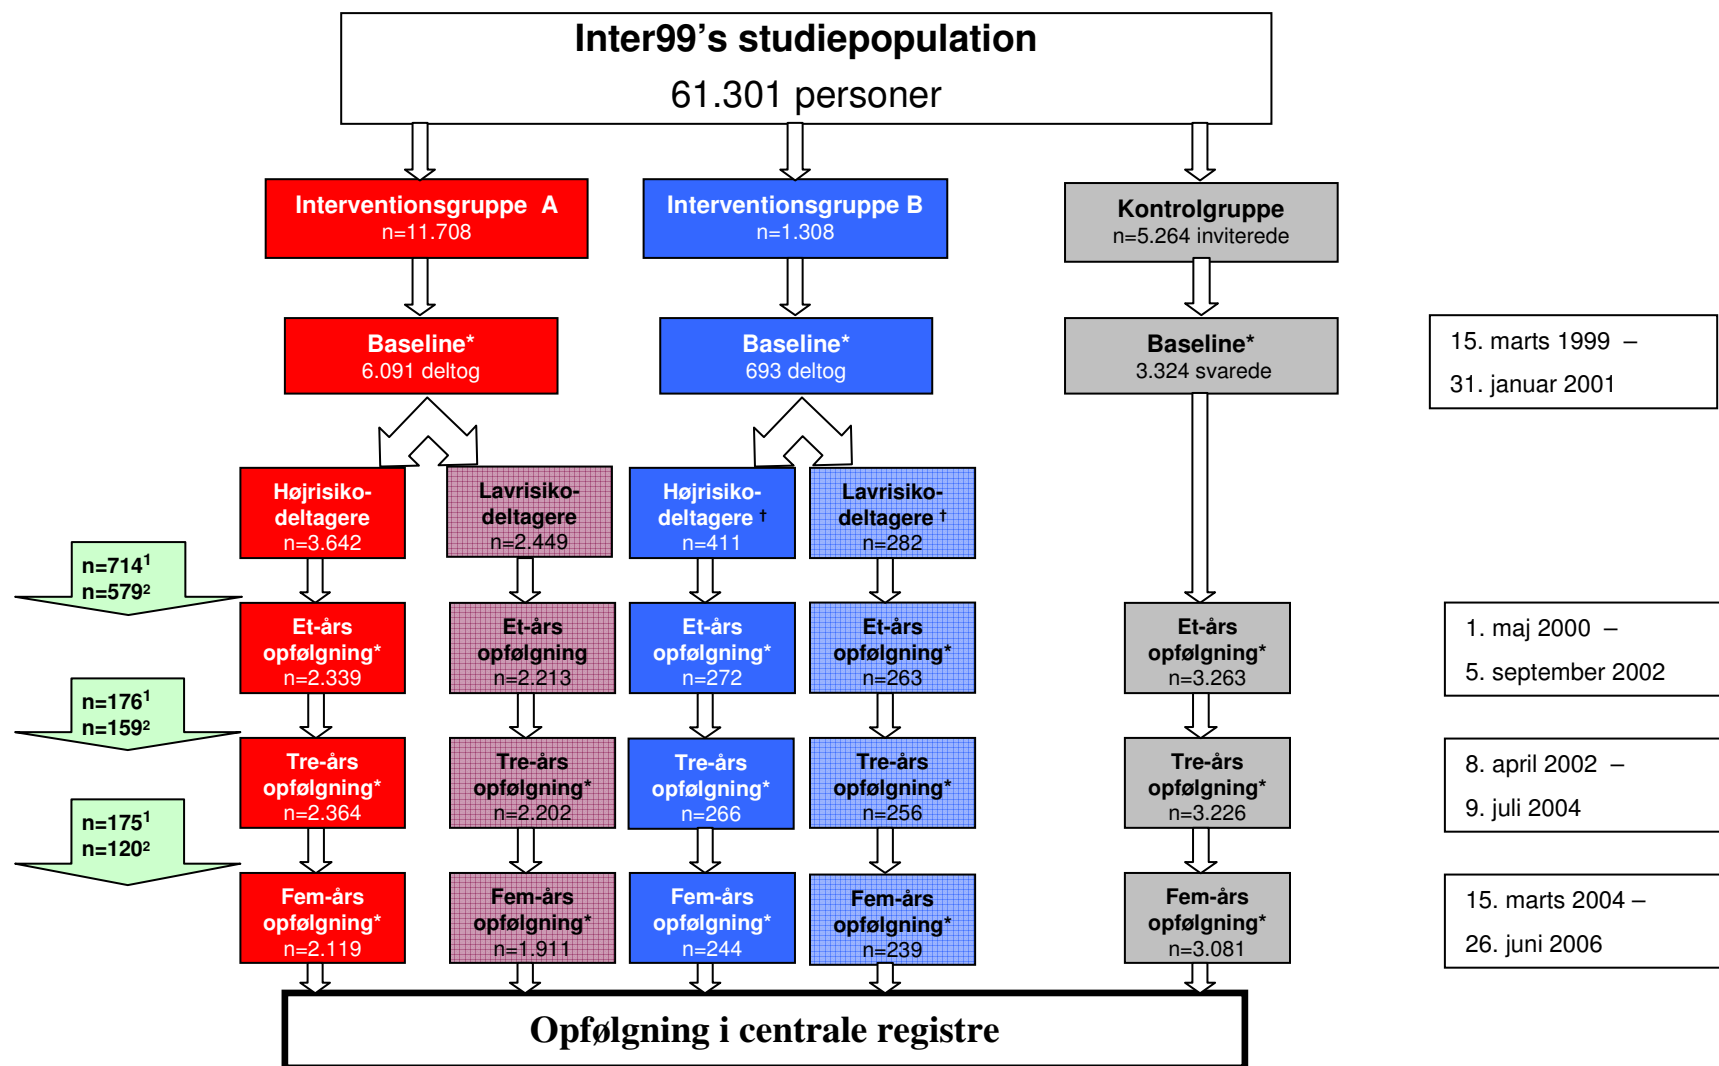 Inter99's studiepopulation
61.301 personer
Interventionsgruppe A
n=11.708
Interventionsgruppe B
n=1.308
Kontrolgruppe
n=5.264 inviterede
Baseline*
6.091 deltog
Baseline*
693 deltog
Baseline*
3.324 svarede
15. marts 1999 –
31. januar 2001
Højrisiko-
deltagere
n=3.642
Lavrisiko-
deltagere
n=2.449
Højrisiko-
deltagere †
n=411
Lavrisiko-
deltagere †
n=282
n=714¹
n=579²
Et-års
opfølgning*
n=2.339
Et-års
opfølgning
n=2.213
Et-års
opfølgning*
n=272
Et-års
opfølgning*
n=263
Et-års
opfølgning*
n=3.263
1. maj 2000 –
5. september 2002
n=176¹
n=159²
Tre-års
opfølgning*
n=2.364
Tre-års
opfølgning*
n=2.202
Tre-års
opfølgning*
n=266
Tre-års
opfølgning*
n=256
Tre-års
opfølgning*
n=3.226
8. april 2002 –
9. juli 2004
n=175¹
n=120²
Fem-års
opfølgning*
n=2.119
Fem-års
opfølgning*
n=1.911
Fem-års
opfølgning*
n=244
Fem-års
opfølgning*
n=239
Fem-års
opfølgning*
n=3.081
15. marts 2004 –
26. juni 2006
Opfølgning i centrale registre